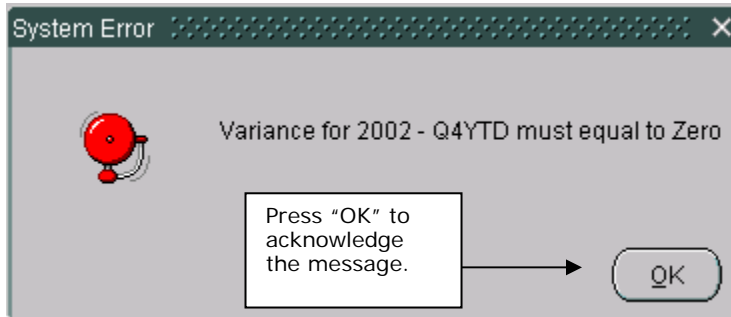 System Error
Variance for 2002 - Q4YTD must equal to Zero
Press "OK" to
acknowledge
the message.
OK